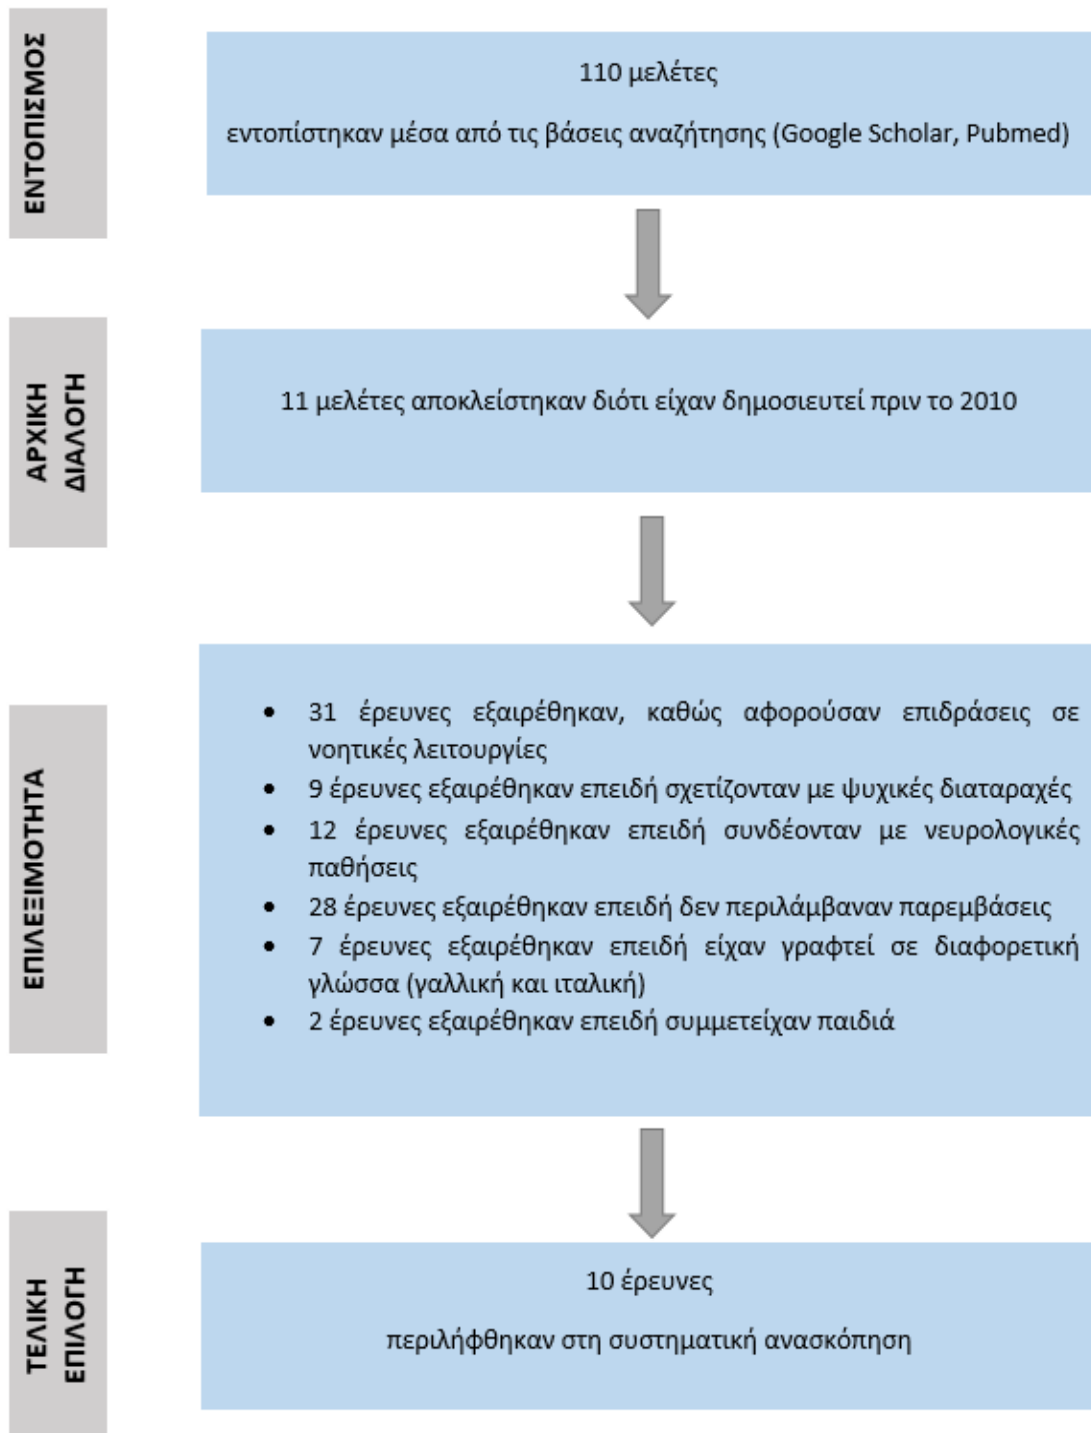 ΕΝΤΟΠΙΣΜΟΣ
110 μελέτες
εντοπίστηκαν μέσα από τις βάσεις αναζήτησης (Google Scholar, Pubmed)
ΑΡΧΙΚΗ
ΔΙΑΛΟΓΗ
11 μελέτες αποκλείστηκαν διότι είχαν δημοσιευτεί πριν το 2010
ΕΠΙΛΕΞΙΜΟΤΗΤΑ
• 31 έρευνες εξαιρέθηκαν, καθώς αφορούσαν επιδράσεις σε
νοητικές λειτουργίες
• 9 έρευνες εξαιρέθηκαν επειδή σχετίζονταν με ψυχικές διαταραχές
• 12 έρευνες εξαιρέθηκαν επειδή συνδέονταν με νευρολογικές
παθήσεις
• 28 έρευνες εξαιρέθηκαν επειδή δεν περιλάμβαναν παρεμβάσεις
• 7 έρευνες εξαιρέθηκαν επειδή είχαν γραφτεί σε διαφορετική
γλώσσα (γαλλική και ιταλική)
• 2 έρευνες εξαιρέθηκαν επειδή συμμετείχαν παιδιά
ΤΕΛΙΚΗ
ΕΠΙΛΟΓΗ
10 έρευνες
περιλήφθηκαν στη συστηματική ανασκόπηση